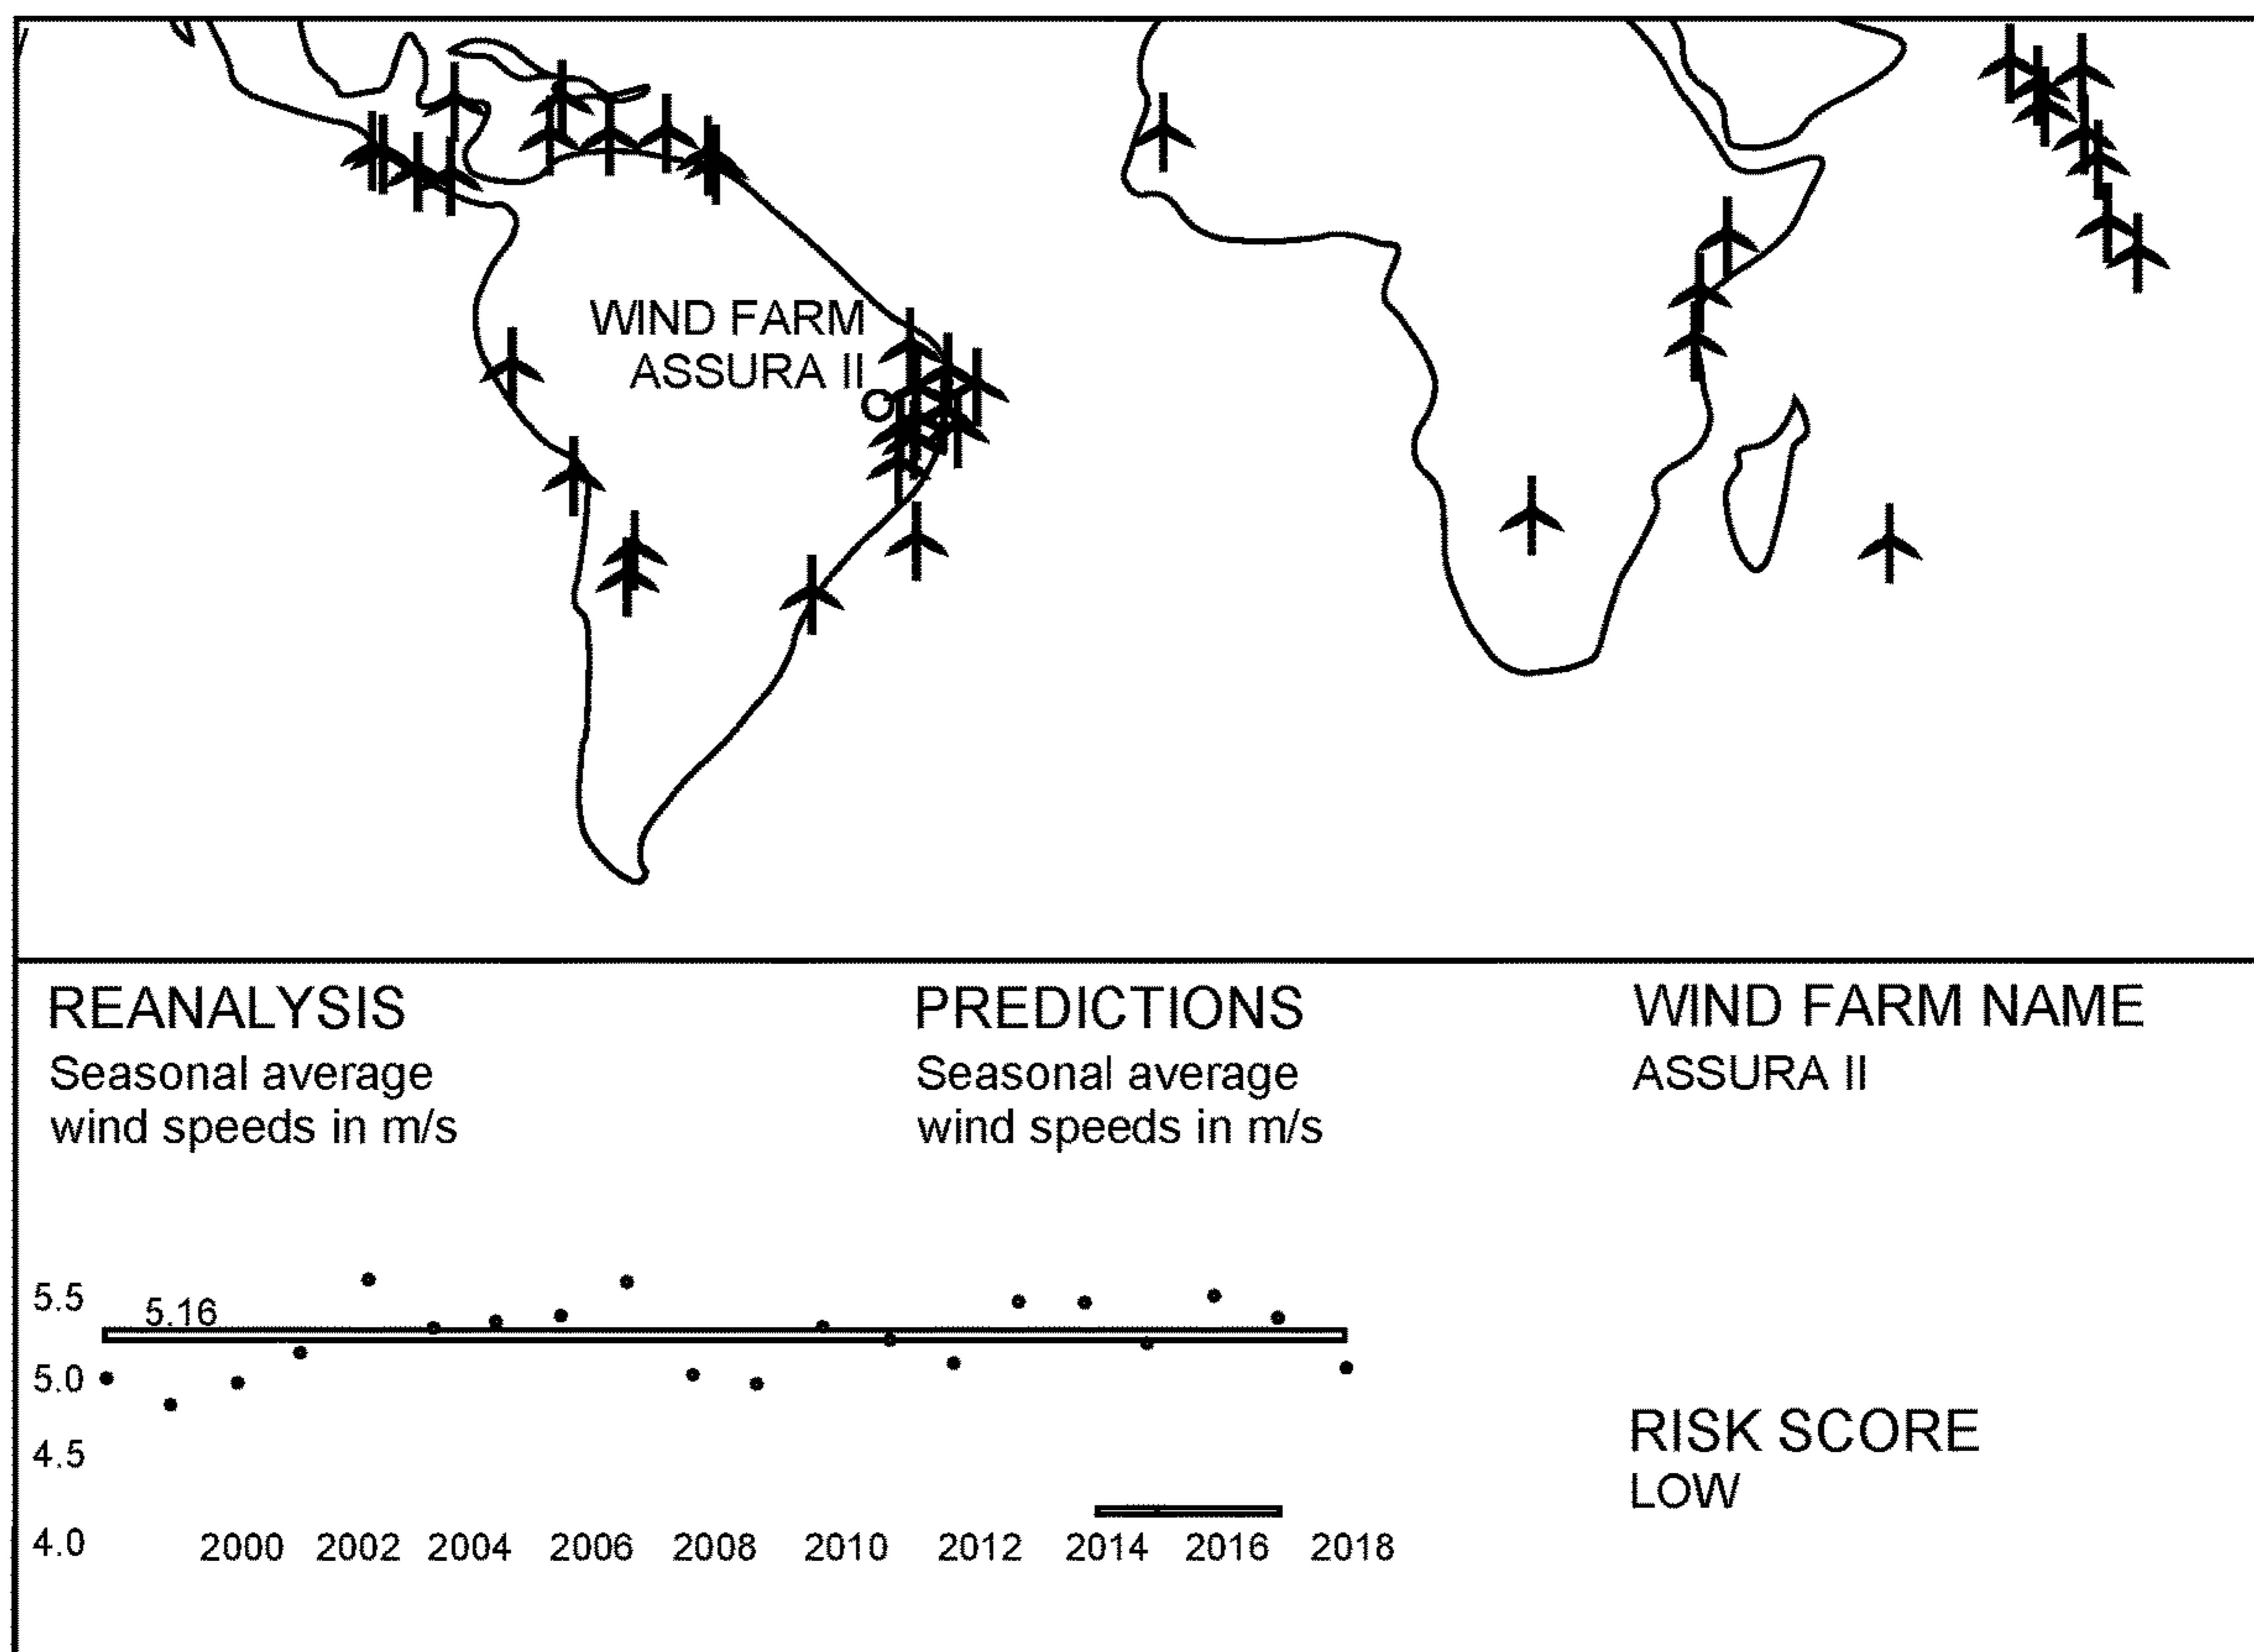 WIND FARM
ASSURA II
REANALYSIS
Seasonal average
wind speeds in m/s
PREDICTIONS
Seasonal average
wind speeds in m/s
WIND FARM NAME
ASSURA II
5.5
5.16
5.0
4.5
4.0
2000 2002 2004 2006 2008 2010 2012 2014 2016 2018
RISK SCORE
LOW